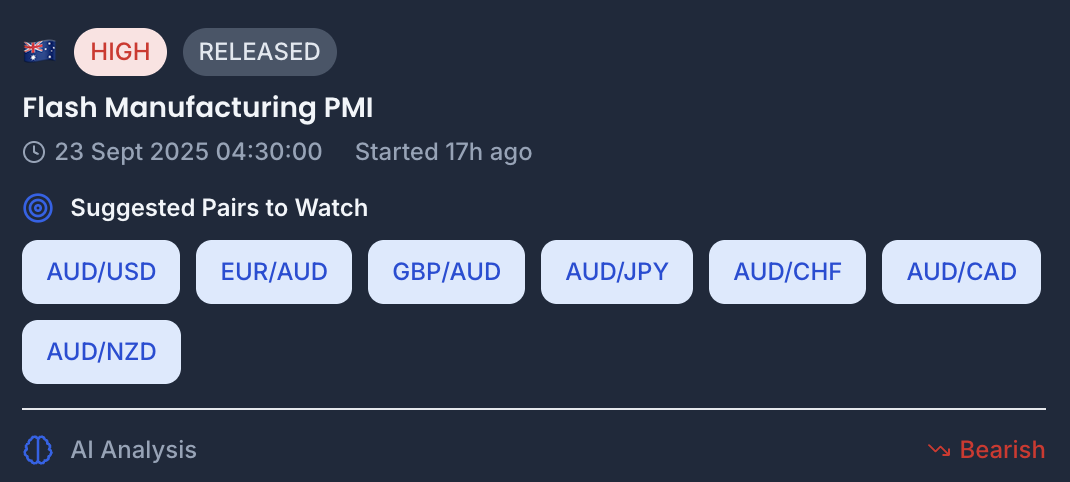 HIGH RELEASED
Flash Manufacturing PMI
23 Sept 2025 04:30:00 Started 17h ago
Suggested Pairs to Watch
AUD/USD EUR/AUD GBP/AUD AUD/JPY AUD/CHF AUD/CAD
AUD/NZD
AI Analysis Bearish